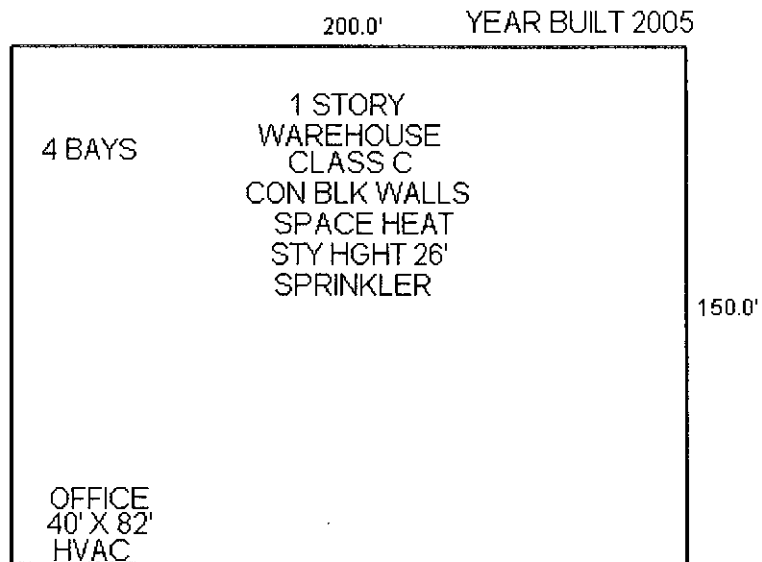 200.0' YEAR BUILT 2005
4 BAYS
1 STORY
WAREHOUSE
CLASS C
CON BLK WALLS
SPACE HEAT
STY HGHT 26'
SPRINKLER
150.0'
OFFICE
40' X 82'
HVAC